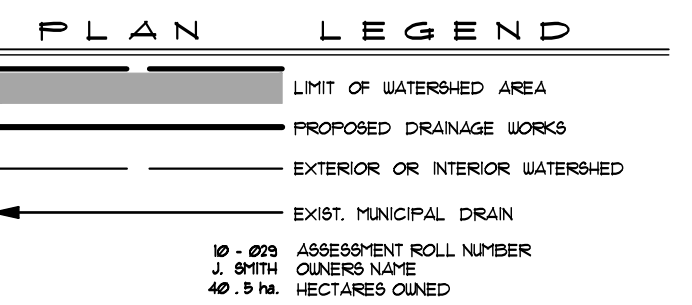 PLAN LEGEND
LIMIT OF WATERSHED AREA
PROPOSED DRAINAGE WORKS
EXTERIOR OR INTERIOR WATERSHED
EXIST. MUNICIPAL DRAIN
10 - 029 ASSESSMENT ROLL NUMBER
J. SMITH OWNERS NAME
40.5 ha. HECTARES OWNED